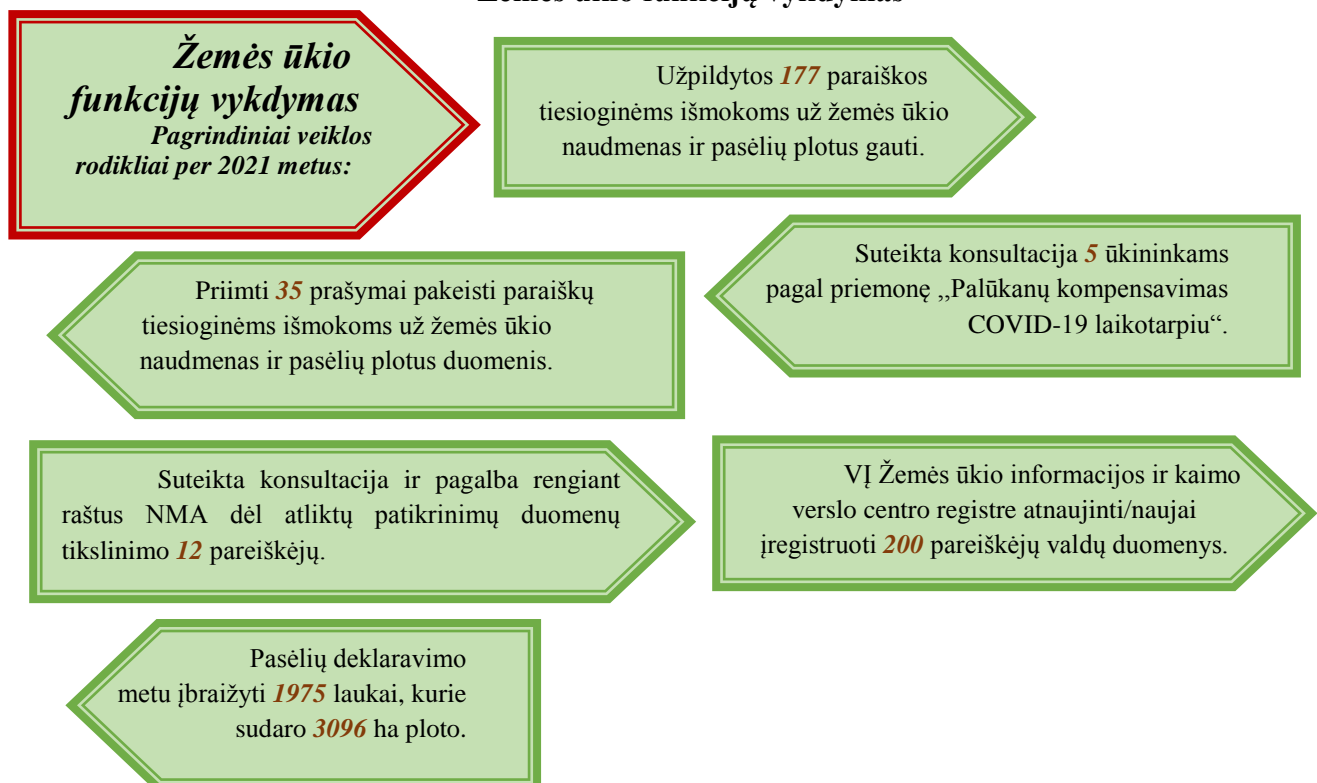 Žemės ūkio funkcijų vykdymas
Žemės ūkio
funkcijų vykdymas
Pagrindiniai veiklos
rodikliai per 2021 metus:
Užpildytos 177 paraiškos
tiesioginėms išmokoms už žemės ūkio
naudmenas ir pasėlių plotus gauti.
Suteikta konsultacija 5 ūkininkams
pagal priemonę ,,Palūkanų kompensavimas
COVID-19 laikotarpiu“.
Priimti 35 prašymai pakeisti paraiškų
tiesioginėms išmokoms už žemės ūkio
naudmenas ir pasėlių plotus duomenis.
Suteikta konsultacija ir pagalba rengiant
raštus NMA dėl atliktų patikrinimų duomenų
tikslinimo 12 pareiškėjų.
VĮ Žemės ūkio informacijos ir kaimo
verslo centro registre atnaujinti/naujai
įregistruoti 200 pareiškėjų valdų duomenys.
Pasėlių deklaravimo
metu įbraižyti 1975 laukai, kurie
sudaro 3096 ha ploto.